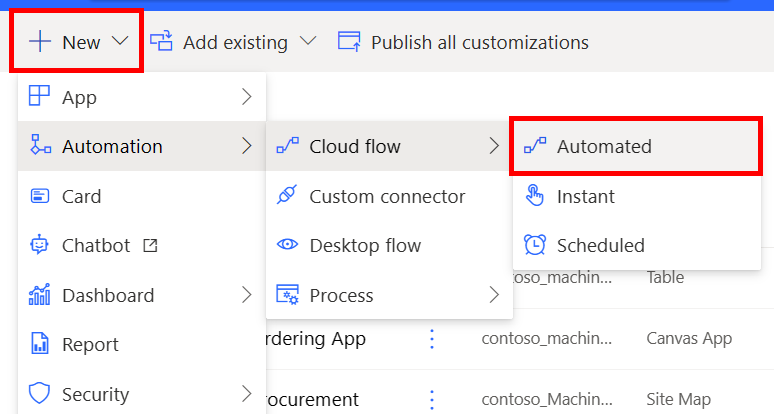 New
Add existing
Publish all customizations
App
Automation
Cloud flow
Automated
Card
Custom connector
Instant
Chatbot
Desktop flow
Scheduled
contoso_machin...
Table
Dashboard
Process
Report
rdering App
contoso_machin...
Canvas App
Security
rocurement
contoso_Machin...
Site Map